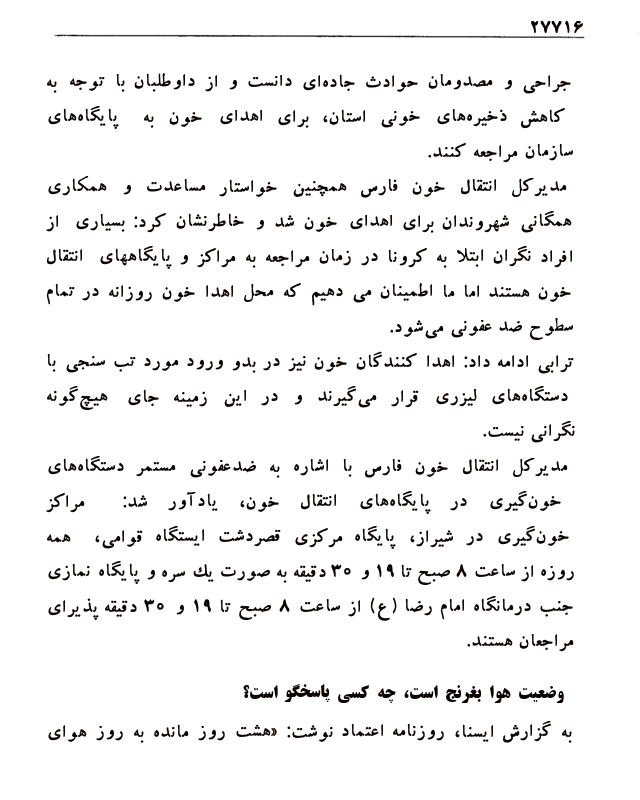 ۲۷۷۱۶
جراحی و مصدومان حوادث جاده‌ای دانست و از داوطلبان با توجه به
کاهش ذخیره‌های خونی استان، برای اهدای خون به پایگاه‌های
سازمان مراجعه کنند.
مدیرکل انتقال خون فارس همچنین خواستار مساعدت و همکاری
همگانی شهروندان برای اهدای خون شد و خاطرنشان کرد: بسیاری از
افراد نگران ابتلا به کرونا در زمان مراجعه به مراکز و پایگاههای انتقال
خون هستند اما ما اطمینان می دهیم که محل اهدا خون روزانه در تمام
سطوح ضد عفونی می‌شود.
ترابی ادامه داد: اهدا کنندگان خون نیز در بدو ورود مورد تب سنجی با
دستگاه‌های لیزری قرار می‌گیرند و در این زمینه جای هیچ‌گونه
نگرانی نیست.
مدیرکل انتقال خون فارس با اشاره به ضدعفونی مستمر دستگاه‌های
خون‌گیری در پایگاه‌های انتقال خون، یادآور شد: مراکز
خون‌گیری در شیراز، پایگاه مرکزی قصردشت ایستگاه قوامی، همه
روزه از ساعت ۸ صبح تا ۱۹ و ۳۰ دقیقه به صورت یك سره و پایگاه نمازی
جنب درمانگاه امام رضا (ع) از ساعت ۸ صبح تا ۱۹ و ۳۰ دقیقه پذیرای
مراجعان هستند.
وضعیت هوا بغرنج است، چه کسی پاسخگو است؟
به گزارش ایسنا، روزنامه اعتماد نوشت: «هشت روز مانده به روز هوای